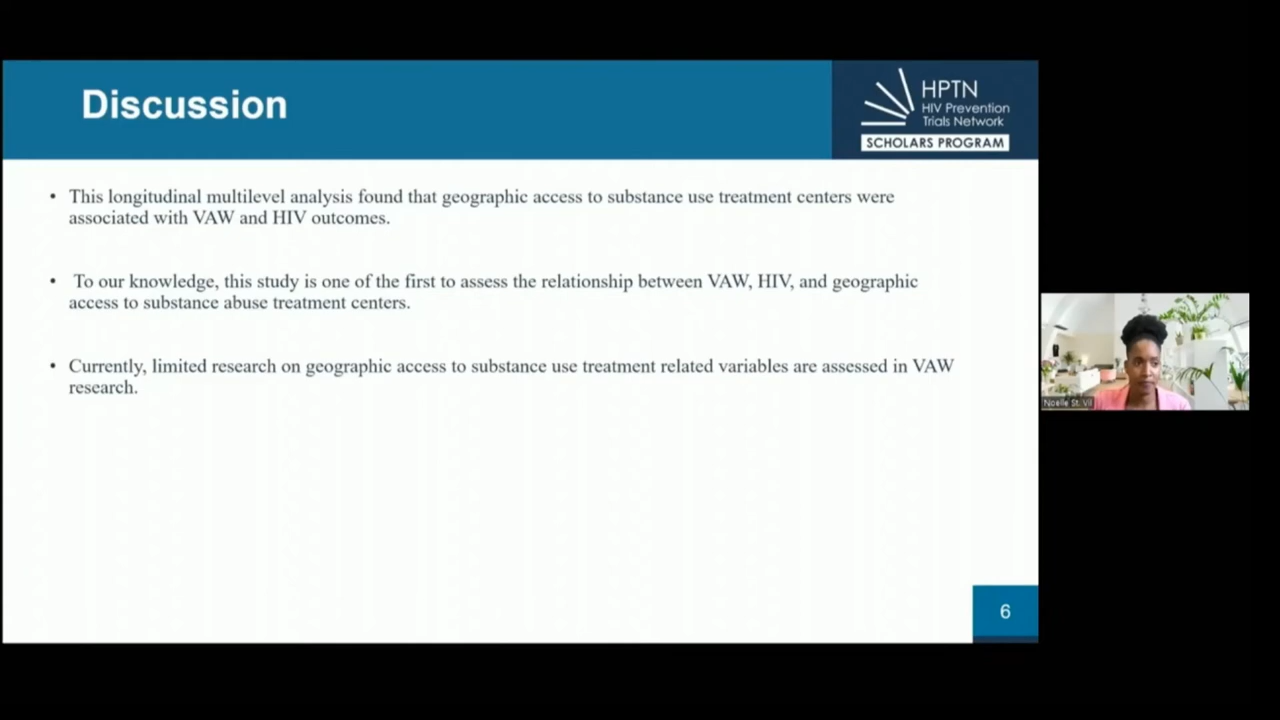 Discussion
HPTN
HIV Prevention
Trials Network
SCHOLARS PROGRAM
• This longitudinal multilevel analysis found that geographic access to substance use treatment centers were
associated with VAW and HIV outcomes.
• To our knowledge, this study is one of the first to assess the relationship between VAW, HIV, and geographic
access to substance abuse treatment centers.
• Currently, limited research on geographic access to substance use treatment related variables are assessed in VAW
research.
Noelle St. Vil
6